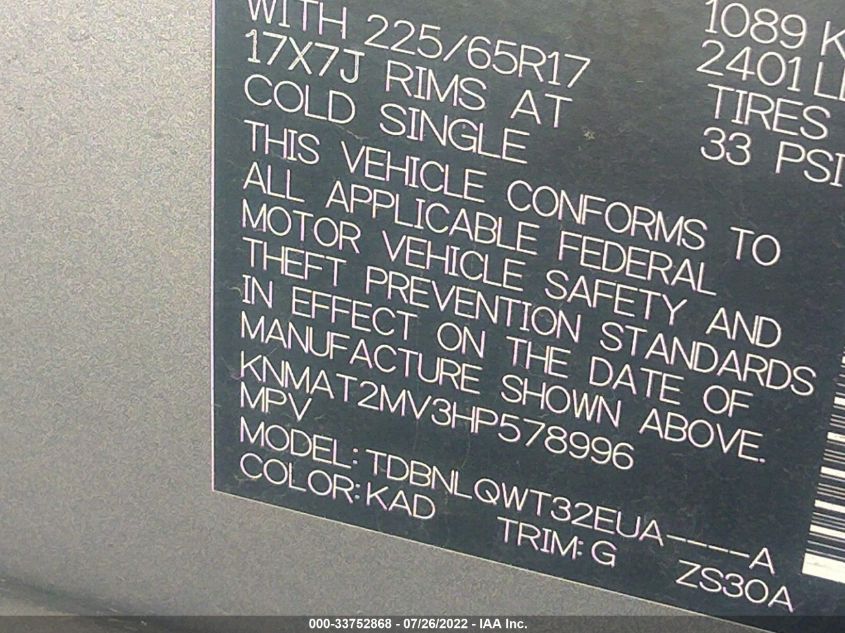 WITH 225/65R17
17X7J RIMS AT
COLD SINGLE
1089 K
2401 L
TIRES
33 PSI
THIS VEHICLE CONFORMS TO
ALL APPLICABLE FEDERAL
MOTOR VEHICLE SAFETY AND
THEFT PREVENTION STANDARDS
IN EFFECT ON THE DATE OF
MANUFACTURE SHOWN ABOVE.
KNMAT2MV3HP578996
MPV
MODEL: TDBNLQWT32EUA----A
COLOR: KAD TRIM: G ZS30A
000-33752868 - 07/26/2022 - IAA Inc.